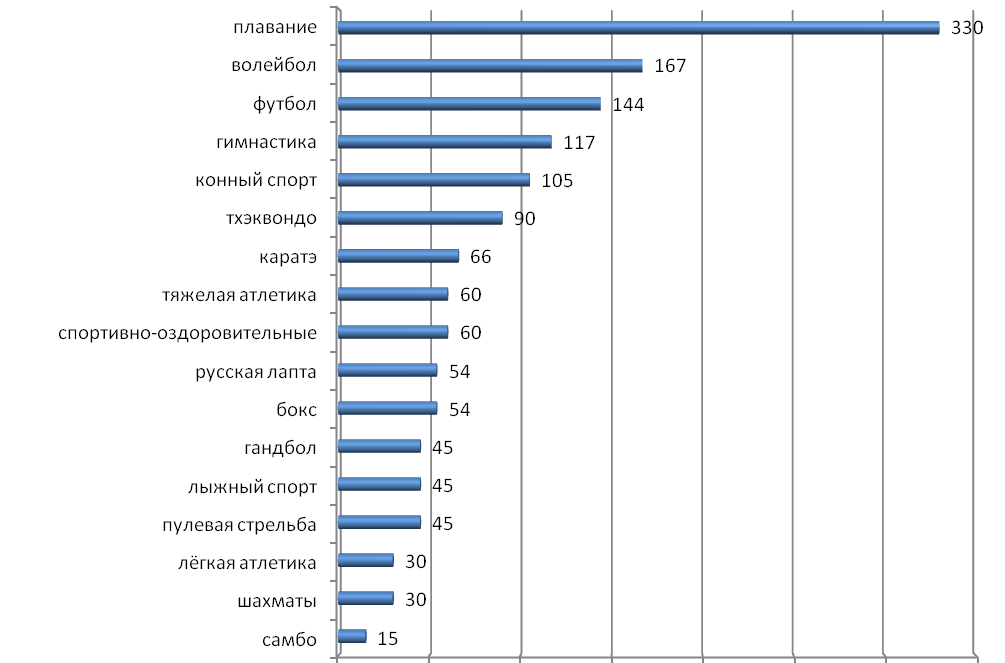 плавание 330
волейбол 167
футбол 144
гимнастика 117
конный спорт 105
тхэквондо 90
каратэ 66
тяжелая атлетика 60
спортивно-оздоровительные 60
русская лапта 54
бокс 54
гандбол 45
лыжный спорт 45
пулевая стрельба 45
лёгкая атлетика 30
шахматы 30
самбо 15